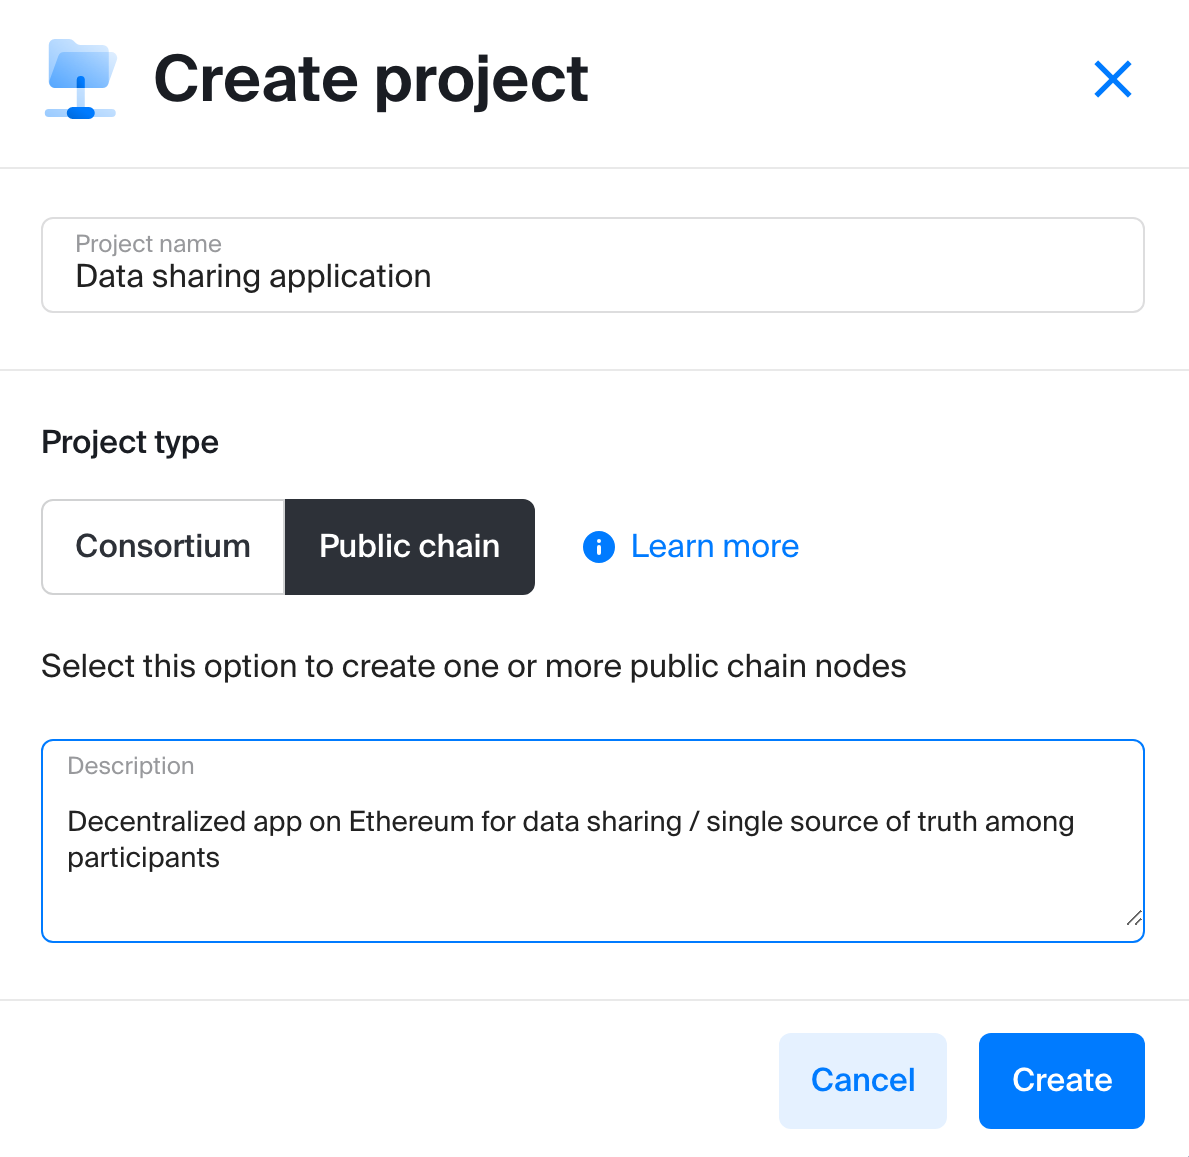 Create project
Project name
Data sharing application
Project type
Consortium
Public chain
Learn more
Select this option to create one or more public chain nodes
Description
Decentralized app on Ethereum for data sharing / single source of truth among
participants
Cancel
Create